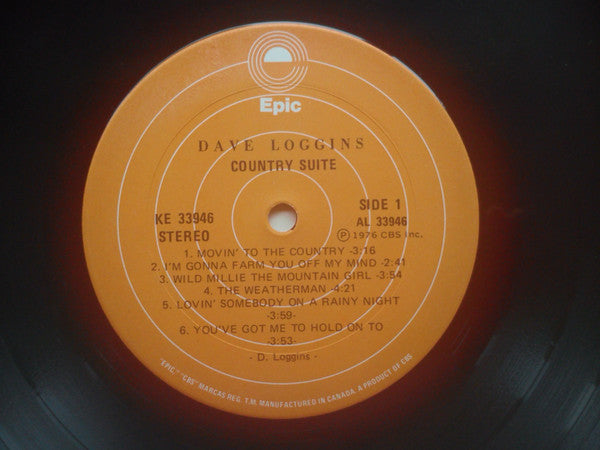 Epic
DAVE LOGGINS
COUNTRY SUITE
KE 33946
STEREO
SIDE 1
AL 33946
Ⓟ 1976 CBS Inc.
1. MOVIN' TO THE COUNTRY -3:16
2. I'M GONNA FARM YOU OFF MY MIND -2:41
3. WILD MILLIE THE MOUNTAIN GIRL -3:54
4. THE WEATHERMAN -4:21
5. LOVIN' SOMEBODY ON A RAINY NIGHT
-3:59-
6. YOU'VE GOT ME TO HOLD ON TO
-3:53-
- D. Loggins -
"EPIC," "CBS" MARCAS REG. T.M. MANUFACTURED IN CANADA. A PRODUCT OF CBS